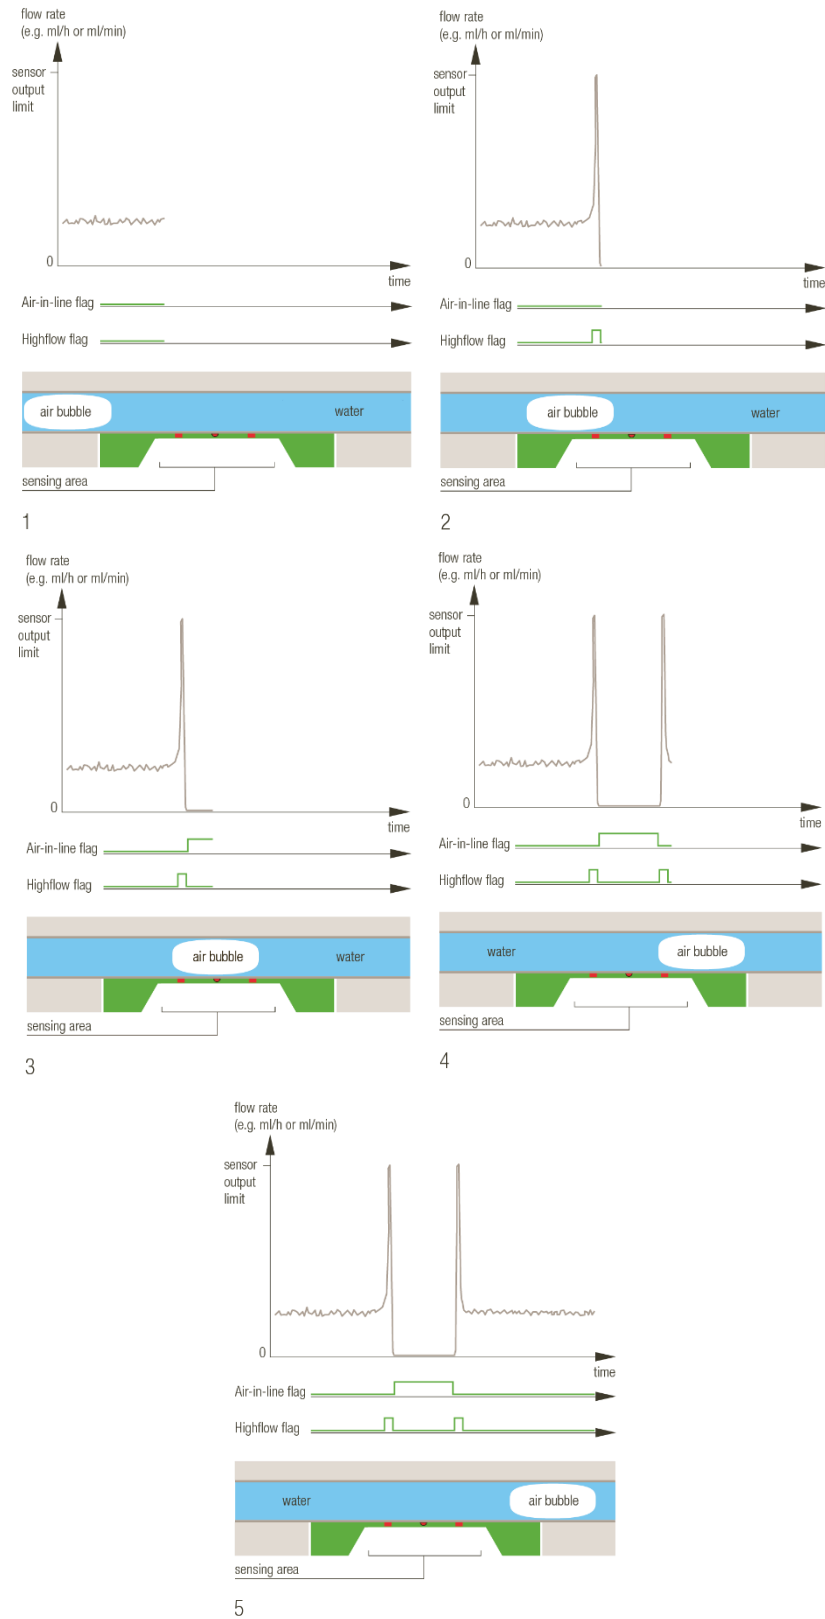 flow rate
(e.g. ml/h or ml/min)
sensor
output
limit
0
time
Air-in-line flag
Highflow flag
air bubble
water
sensing area
1
flow rate
(e.g. ml/h or ml/min)
sensor
output
limit
0
time
Air-in-line flag
Highflow flag
air bubble
water
sensing area
2
flow rate
(e.g. ml/h or ml/min)
sensor
output
limit
0
time
Air-in-line flag
Highflow flag
air bubble
water
sensing area
3
flow rate
(e.g. ml/h or ml/min)
sensor
output
limit
0
time
Air-in-line flag
Highflow flag
water
air bubble
sensing area
4
flow rate
(e.g. ml/h or ml/min)
sensor
output
limit
0
time
Air-in-line flag
Highflow flag
water
air bubble
sensing area
5